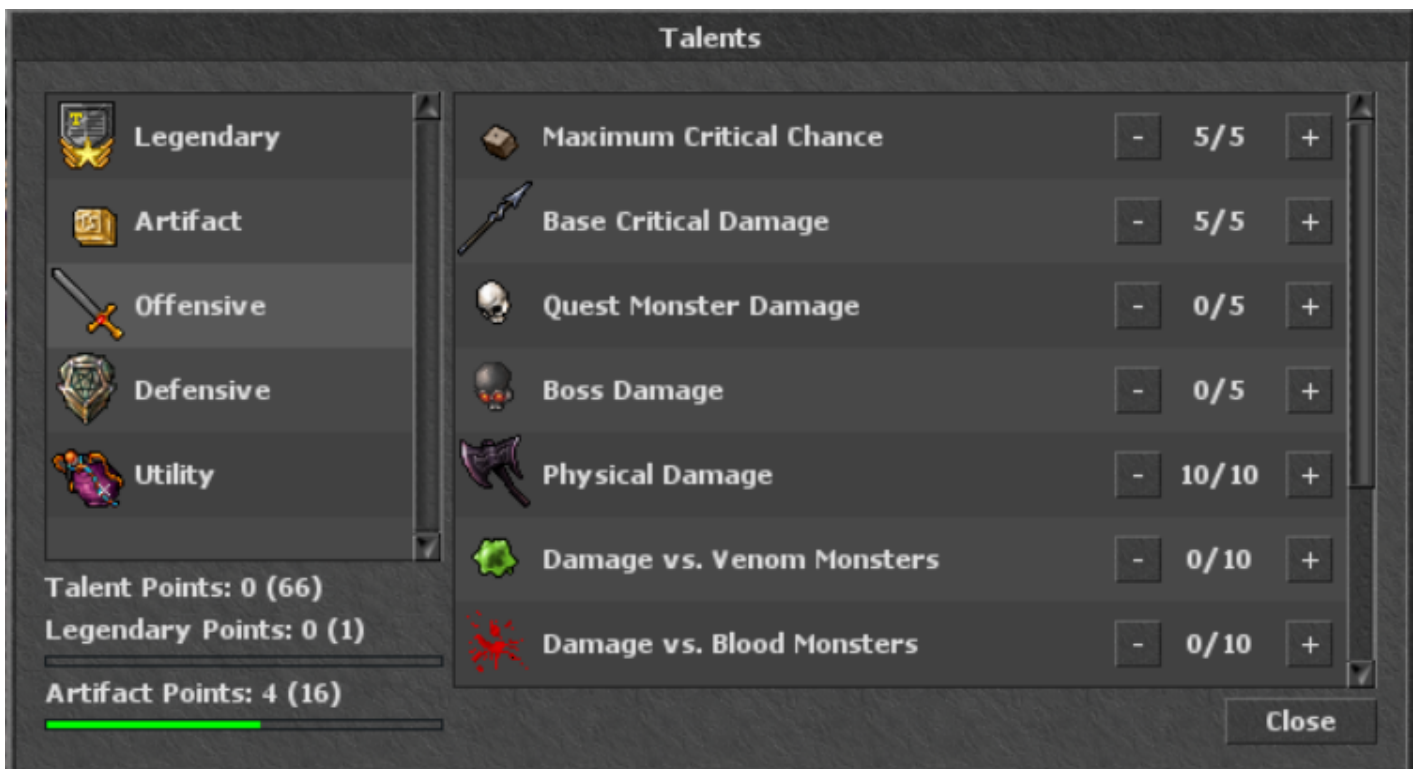 Talents
Legendary
Artifact
Offensive
Defensive
Utility
Talent Points: 0 (66)
Legendary Points: 0 (1)
Artifact Points: 4 (16)
Maximum Critical Chance - 5/5 +
Base Critical Damage - 5/5 +
Quest Monster Damage - 0/5 +
Boss Damage - 0/5 +
Physical Damage - 10/10 +
Damage vs. Venom Monsters - 0/10 +
Damage vs. Blood Monsters - 0/10 +
Close